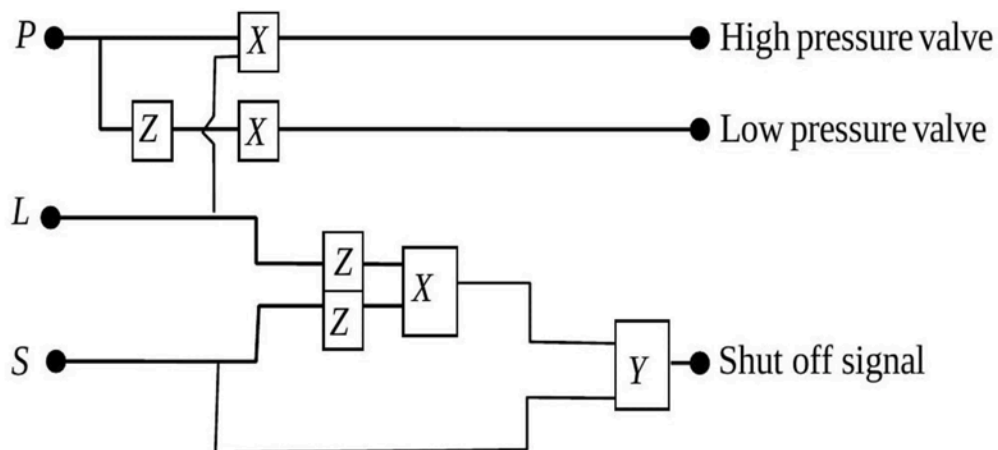 P X High pressure valve
Z X Low pressure valve
L
Z
X
Z
S Y Shut off signal